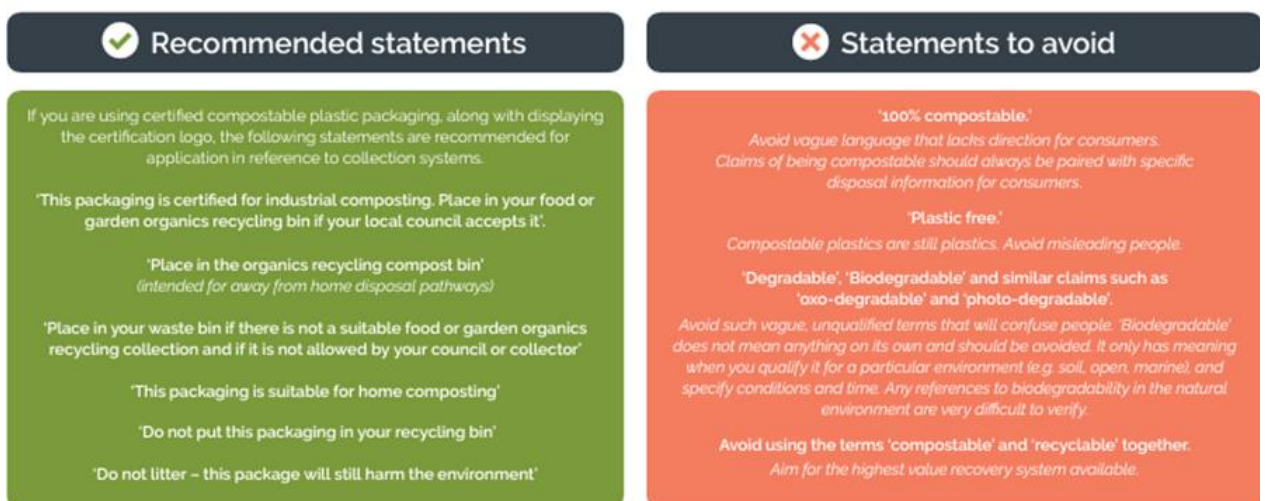 Recommended statements
If you are using certified compostable plastic packaging, along with displaying
the certification logo, the following statements are recommended for
application in reference to collection systems.
'This packaging is certified for industrial composting. Place in your food or
garden organics recycling bin if your local council accepts it'.
'Place in the organics recycling compost bin'
(intended for away from home disposal pathways)
'Place in your waste bin if there is not a suitable food or garden organics
recycling collection and if it is not allowed by your council or collector'
'This packaging is suitable for home composting'
'Do not put this packaging in your recycling bin'
'Do not litter – this package will still harm the environment'
Statements to avoid
'100% compostable.'
Avoid vague language that lacks direction for consumers.
Claims of being compostable should always be paired with specific
disposal information for consumers.
'Plastic free.'
Compostable plastics are still plastics. Avoid misleading people.
'Degradable', 'Biodegradable' and similar claims such as
'oxo-degradable' and 'photo-degradable'.
Avoid such vague, unqualified terms that will confuse people. 'Biodegradable'
does not mean anything on its own and should be avoided. It only has meaning
when you qualify it for a particular environment (e.g. soil, open, marine), and
specify conditions and time. Any references to biodegradability in the natural
environment are very difficult to verify.
Avoid using the terms 'compostable' and 'recyclable' together.
Aim for the highest value recovery system available.